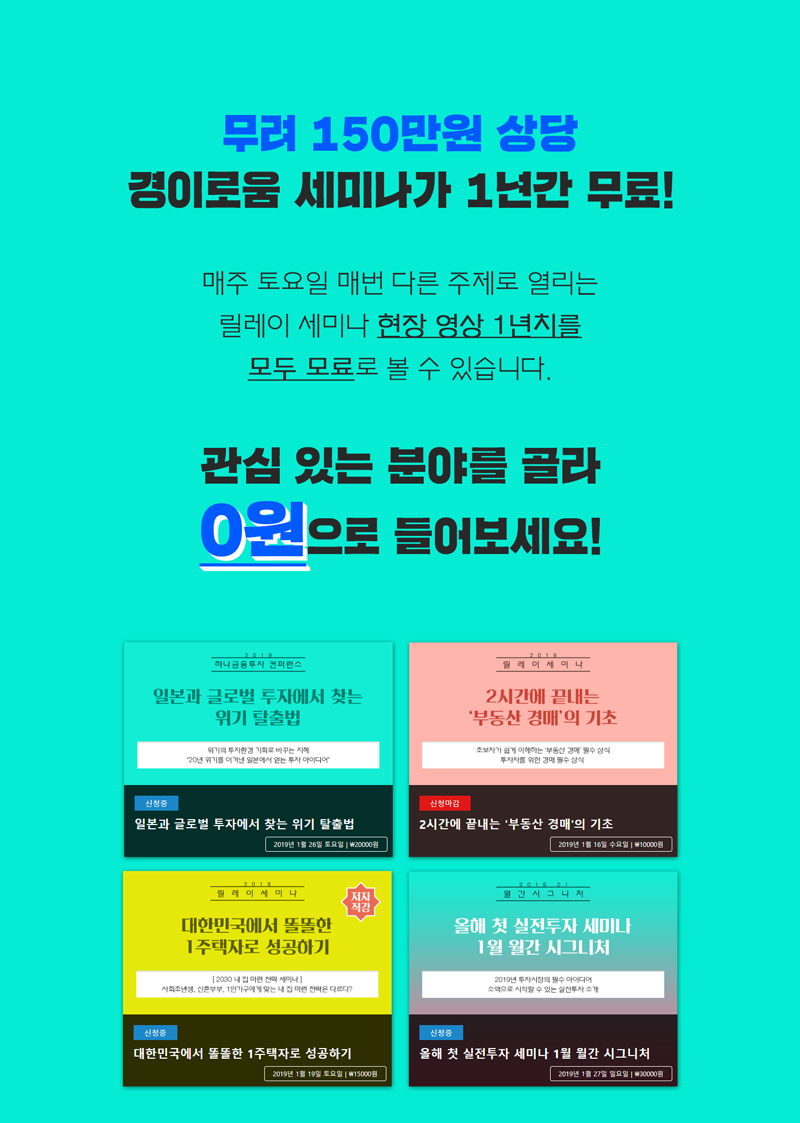 무려 150만원 상당
경이로움 세미나가 1년간 무료!
매주 토요일 매번 다른 주제로 열리는
릴레이 세미나 현장 영상 1년치를
모두 모료로 볼 수 있습니다.
관심 있는 분야를 골라
0원으로 들어보세요!
2019
하나금융투자 컨퍼런스
일본과 글로벌 투자에서 찾는
위기 탈출법
위기의 투자환경 기회로 바꾸는 지혜
"20년 위기를 이겨낸 일본에서 얻는 투자 아이디어"
신청중
일본과 글로벌 투자에서 찾는 위기 탈출법
2019년 1월 26일 토요일 | ₩20000원
2019
릴레이세미나
2시간에 끝내는
'부동산 경매'의 기초
초보자가 쉽게 이해하는 '부동산 경매' 필수 상식
투자자를 위한 경매 필수 상식
신청마감
2시간에 끝내는 '부동산 경매'의 기초
2019년 1월 16일 수요일 | ₩10000원
2019
릴레이세미나
저자
직강
대한민국에서 똘똘한
1주택자로 성공하기
[ 2030 내 집 마련 전략 세미나 ]
사회초년생, 신혼부부, 1인가구에게 맞는 내 집 마련 전략은 다르다?
신청중
대한민국에서 똘똘한 1주택자로 성공하기
2019년 1월 19일 토요일 | ₩15000원
2019.01
월간시그니처
올해 첫 실전투자 세미나
1월 월간 시그니처
2019년 투자시장의 필수 아이디어
소액으로 시작할 수 있는 실전투자 소개
신청중
올해 첫 실전투자 세미나 1월 월간 시그니처
2019년 1월 27일 일요일 | ₩30000원